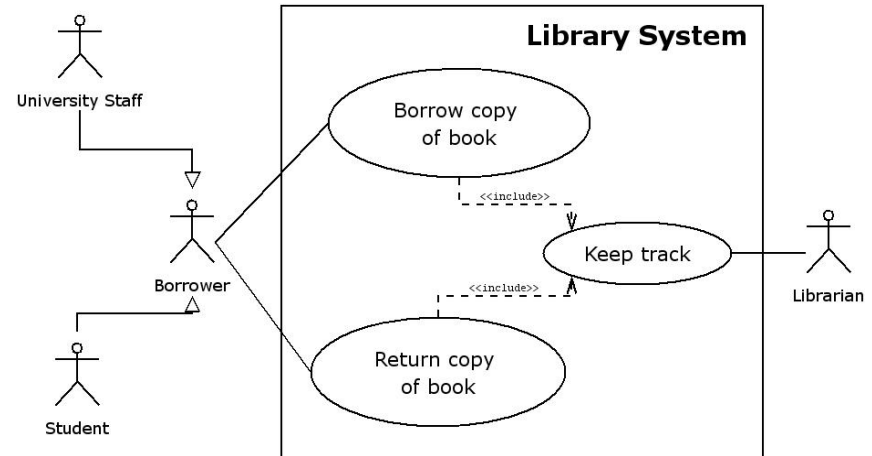 Library System
University Staff
Borrow copy
of book
<<include>>
Borrower
Keep track
Librarian
<<include>>
Return copy
of book
Student